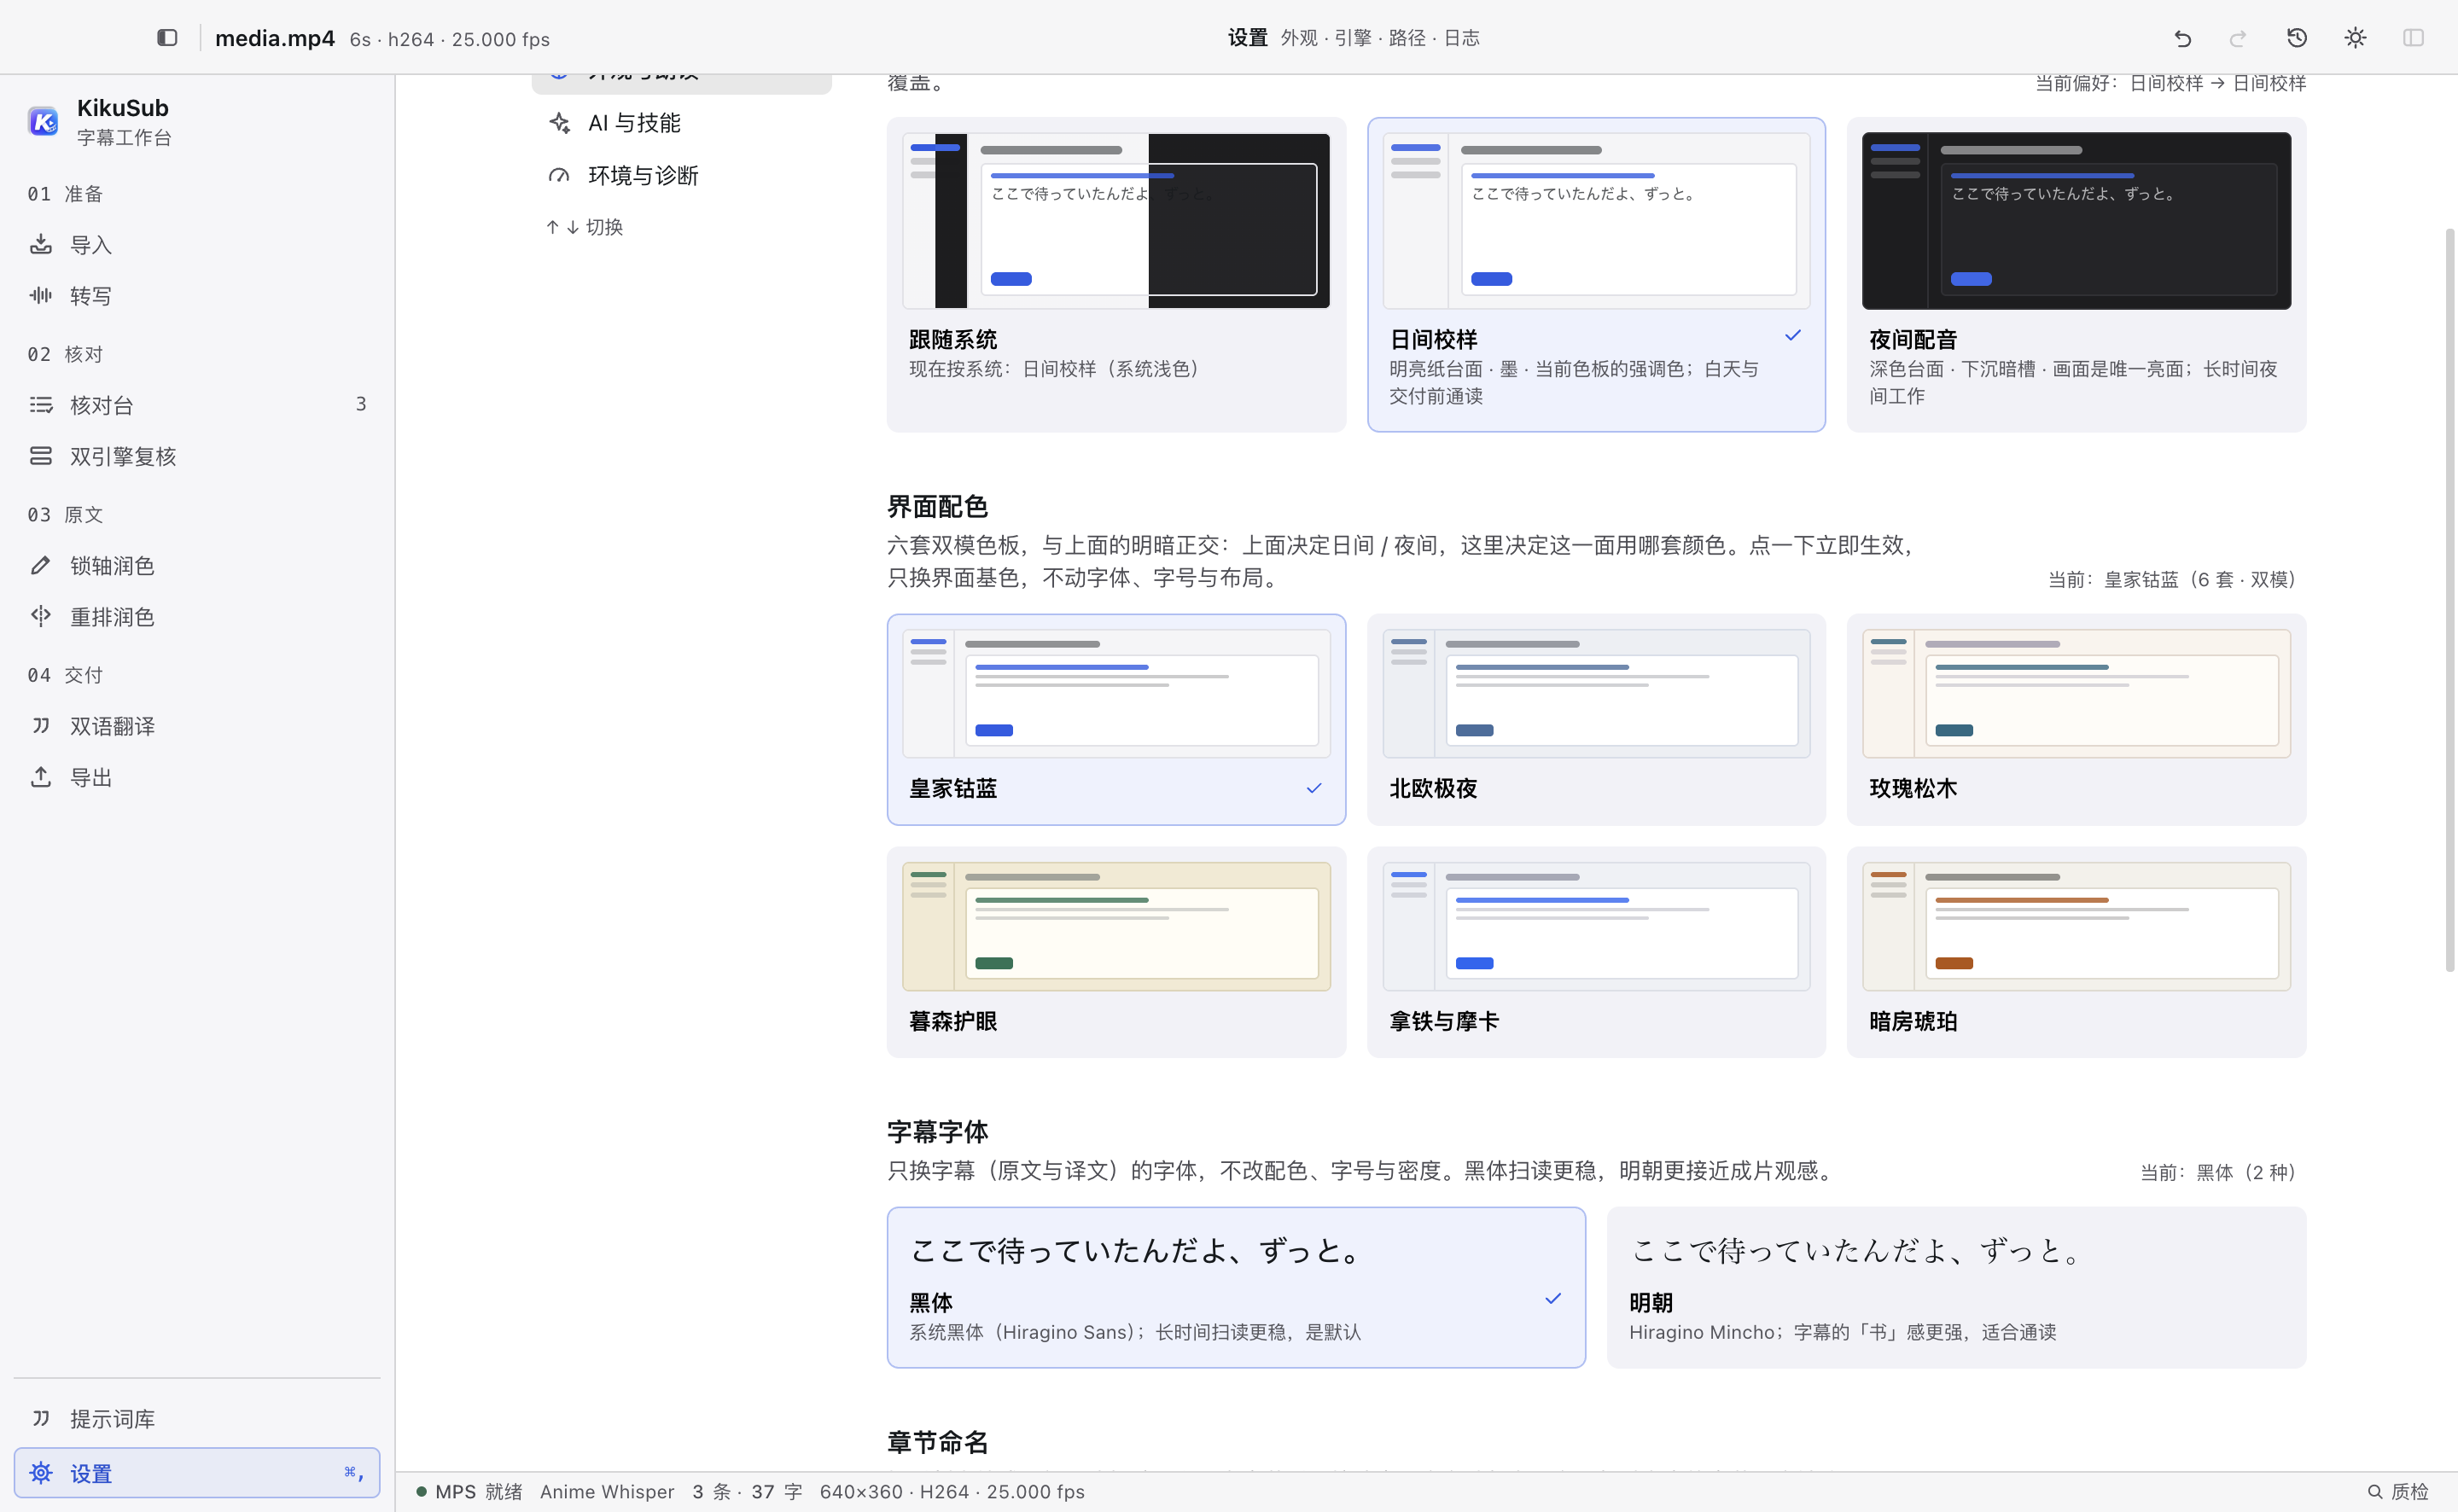 media.mp4 6s · h264 · 25.000 fps
设置 外观 · 引擎 · 路径 · 日志
KikuSub
字幕工作台
01 准备
导入
转写
02 核对
核对台 3
双引擎复核
03 原文
锁轴润色
重排润色
04 交付
双语翻译
导出
提示词库
设置 ⌘,
AI 与技能
环境与诊断
↑ ↓ 切换
覆盖。
当前偏好：日间校样 → 日间校样
ここで待っていたんだよ、ずっと。
跟随系统
现在按系统：日间校样（系统浅色）
ここで待っていたんだよ、ずっと。
日间校样
明亮纸台面 · 墨 · 当前色板的强调色；白天与
交付前通读
ここで待っていたんだよ、ずっと。
夜间配音
深色台面 · 下沉暗槽 · 画面是唯一亮面；长时间夜
间工作
界面配色
六套双模色板，与上面的明暗正交：上面决定日间 / 夜间，这里决定这一面用哪套颜色。点一下立即生效，
只换界面基色，不动字体、字号与布局。
当前：皇家钴蓝（6 套 · 双模）
皇家钴蓝
北欧极夜
玫瑰松木
暮森护眼
拿铁与摩卡
暗房琥珀
字幕字体
只换字幕（原文与译文）的字体，不改配色、字号与密度。黑体扫读更稳，明朝更接近成片观感。
当前：黑体（2 种）
ここで待っていたんだよ、ずっと。
黑体
系统黑体（Hiragino Sans）；长时间扫读更稳，是默认
ここで待っていたんだよ、ずっと。
明朝
Hiragino Mincho；字幕的「书」感更强，适合通读
章节命名
MPS 就绪 Anime Whisper 3 条 · 37 字 640×360 · H264 · 25.000 fps
质检